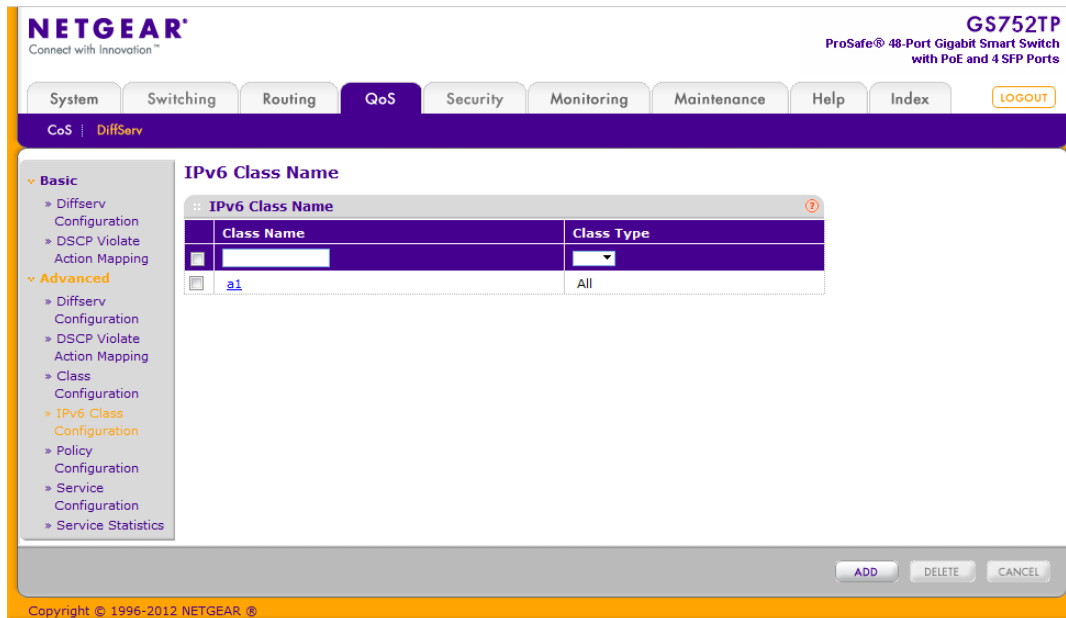 NETGEAR®
Connect with Innovation™
GS752TP
ProSafe® 48-Port Gigabit Smart Switch
with PoE and 4 SFP Ports
System Switching Routing QoS Security Monitoring Maintenance Help Index LOGOUT
CoS | DiffServ
Basic
» Diffserv
Configuration
» DSCP Violate
Action Mapping
Advanced
» Diffserv
Configuration
» DSCP Violate
Action Mapping
» Class
Configuration
» IPv6 Class
Configuration
» Policy
Configuration
» Service
Configuration
» Service Statistics
IPv6 Class Name
IPv6 Class Name ?
Class Name Class Type
a1 All
ADD DELETE CANCEL
Copyright © 1996-2012 NETGEAR ®